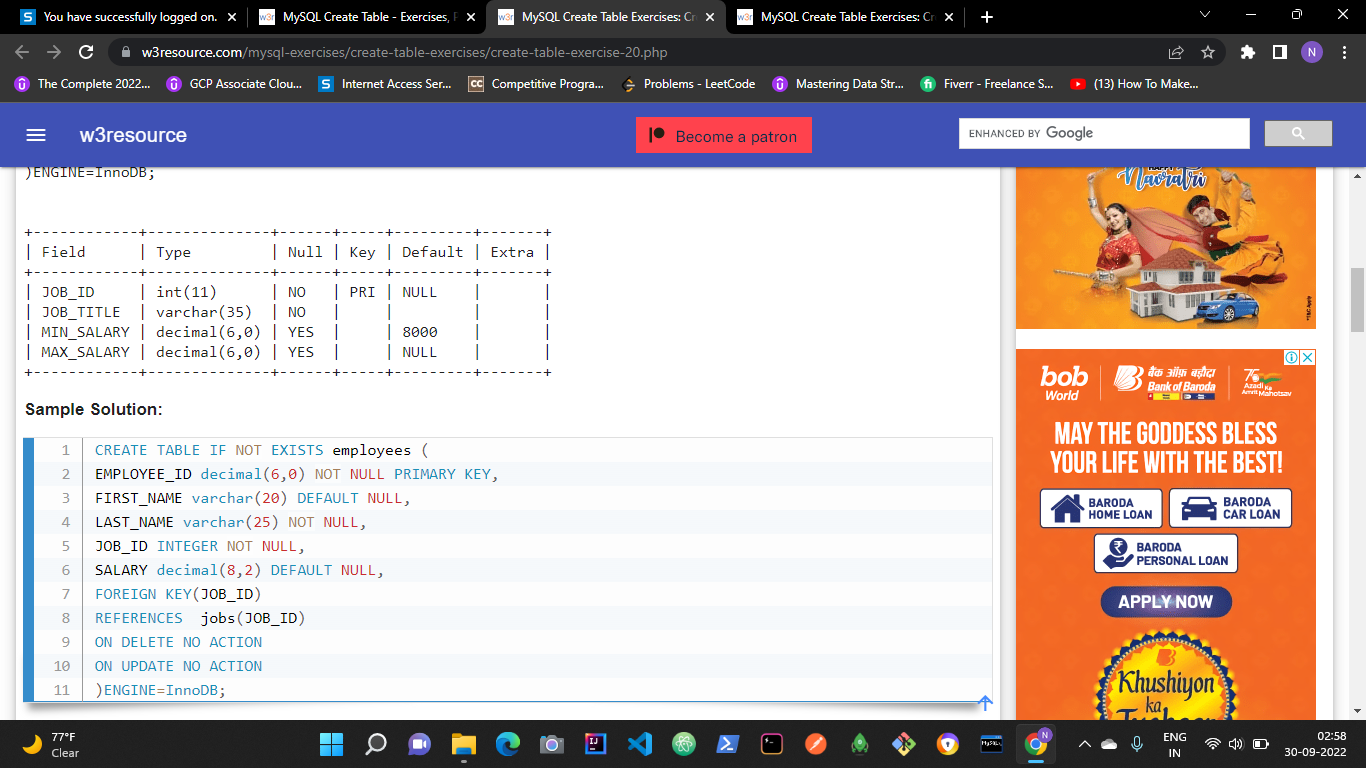 You have successfully logged on.
MySQL Create Table - Exercises, P
MySQL Create Table Exercises: Cr
MySQL Create Table Exercises: Cr
w3resource.com/mysql-exercises/create-table-exercises/create-table-exercise-20.php
N
The Complete 2022...
GCP Associate Clou...
Internet Access Ser...
Competitive Progra...
Problems - LeetCode
Mastering Data Str...
Fiverr - Freelance S...
(13) How To Make...
w3resource
Become a patron
ENHANCED BY Google
)ENGINE=InnoDB;
+------------+--------------+------+-----+---------+-------+
| Field      | Type         | Null | Key | Default | Extra |
+------------+--------------+------+-----+---------+-------+
| JOB_ID     | int(11)      | NO   | PRI | NULL    |       |
| JOB_TITLE  | varchar(35)  | NO   |     |         |       |
| MIN_SALARY | decimal(6,0) | YES  |     | 8000    |       |
| MAX_SALARY | decimal(6,0) | YES  |     | NULL    |       |
+------------+--------------+------+-----+---------+-------+
Sample Solution:
1 CREATE TABLE IF NOT EXISTS employees (
2 EMPLOYEE_ID decimal(6,0) NOT NULL PRIMARY KEY,
3 FIRST_NAME varchar(20) DEFAULT NULL,
4 LAST_NAME varchar(25) NOT NULL,
5 JOB_ID INTEGER NOT NULL,
6 SALARY decimal(8,2) DEFAULT NULL,
7 FOREIGN KEY(JOB_ID)
8 REFERENCES  jobs(JOB_ID)
9 ON DELETE NO ACTION
10 ON UPDATE NO ACTION
11 )ENGINE=InnoDB;
HAPPY
Navratri
*T&C Apply
bob
World
बैंक ऑफ़ बड़ौदा
Bank of Baroda
Azadi Ka
Amrit Mahotsav
MAY THE GODDESS BLESS
YOUR LIFE WITH THE BEST!
BARODA
HOME LOAN
BARODA
CAR LOAN
BARODA
PERSONAL LOAN
APPLY NOW
Khushiyon
ka
77°F
Clear
ENG
IN
02:58
30-09-2022